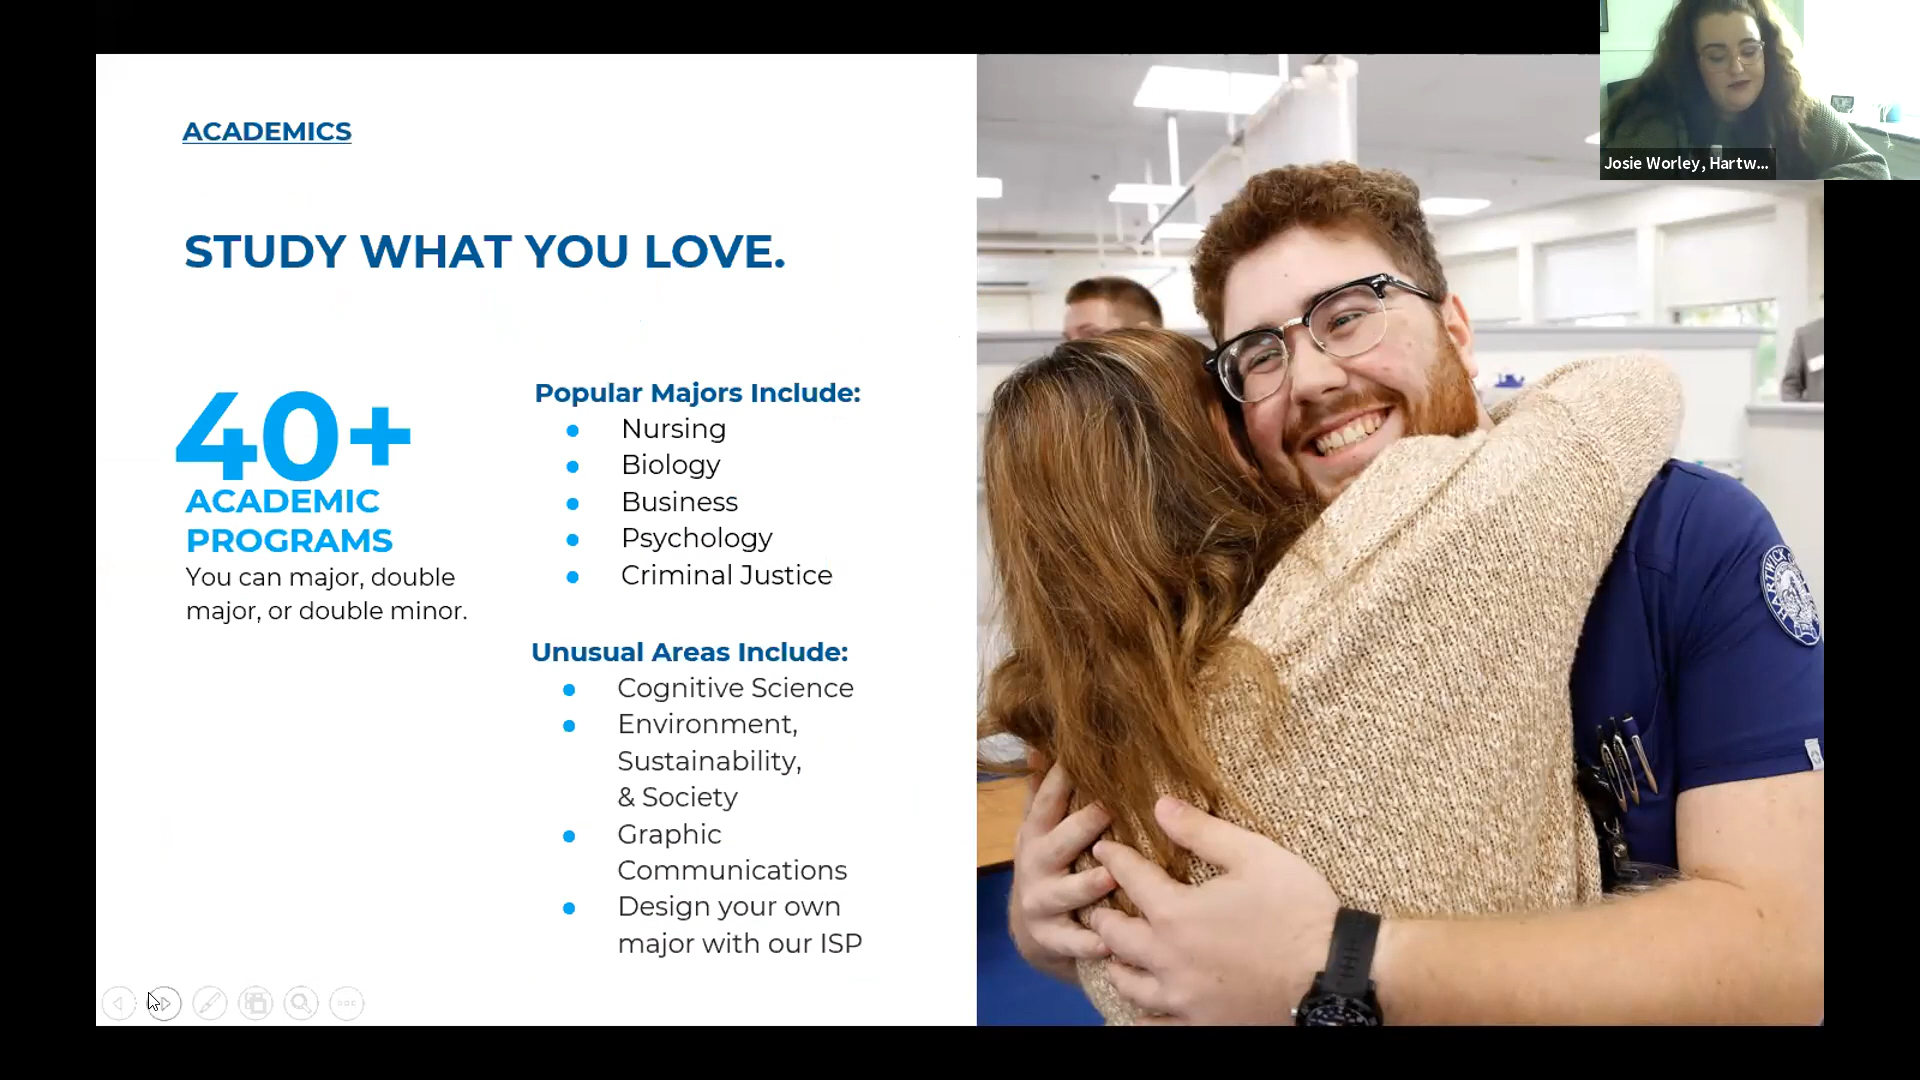 ACADEMICS
STUDY WHAT YOU LOVE.
40+
ACADEMIC
PROGRAMS
You can major, double
major, or double minor.
Popular Majors Include:
Nursing
Biology
Business
Psychology
Criminal Justice
Unusual Areas Include:
Cognitive Science
Environment,
Sustainability,
& Society
Graphic
Communications
Design your own
major with our ISP
Josie Worley, Hartw...
HARTWICK